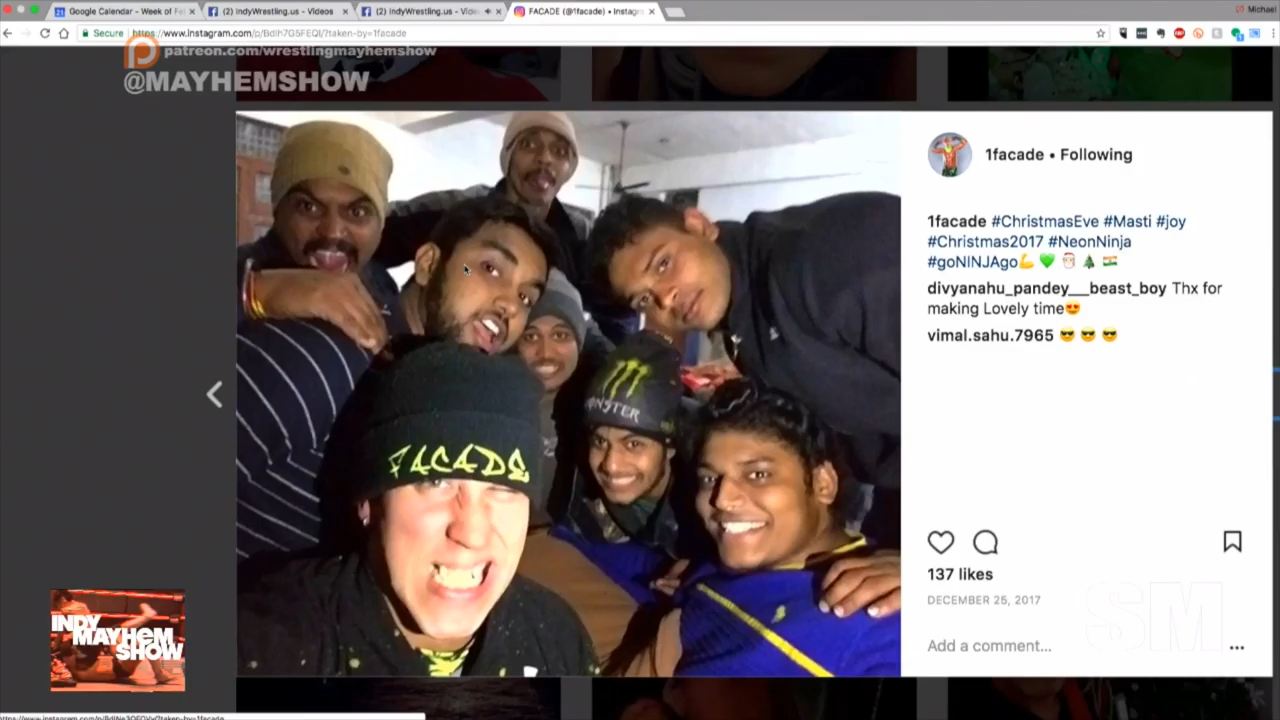 Google Calendar - Week of Fe
(2) IndyWrestling.us - Videos
(2) IndyWrestling.us - Vide
FACADE (@1facade) • Instagr
Michael
Secure
https://www.instagram.com/p/BdIh7G5FEQI/?taken-by=1facade
patreon.com/wrestlingmayhemshow
@MAYHEMSHOW
1facade • Following
1facade #ChristmasEve #Masti #joy
#Christmas2017 #NeonNinja
#goNINJAgo💪 💚 🎅 🎄 🇮🇳
divyanahu_pandey___beast_boy Thx for
making Lovely time😍
vimal.sahu.7965 😎 😎 😎
MONSTER
FACADE
137 likes
DECEMBER 25, 2017
Add a comment...
SM
INDY
MAYHEM
SHOW